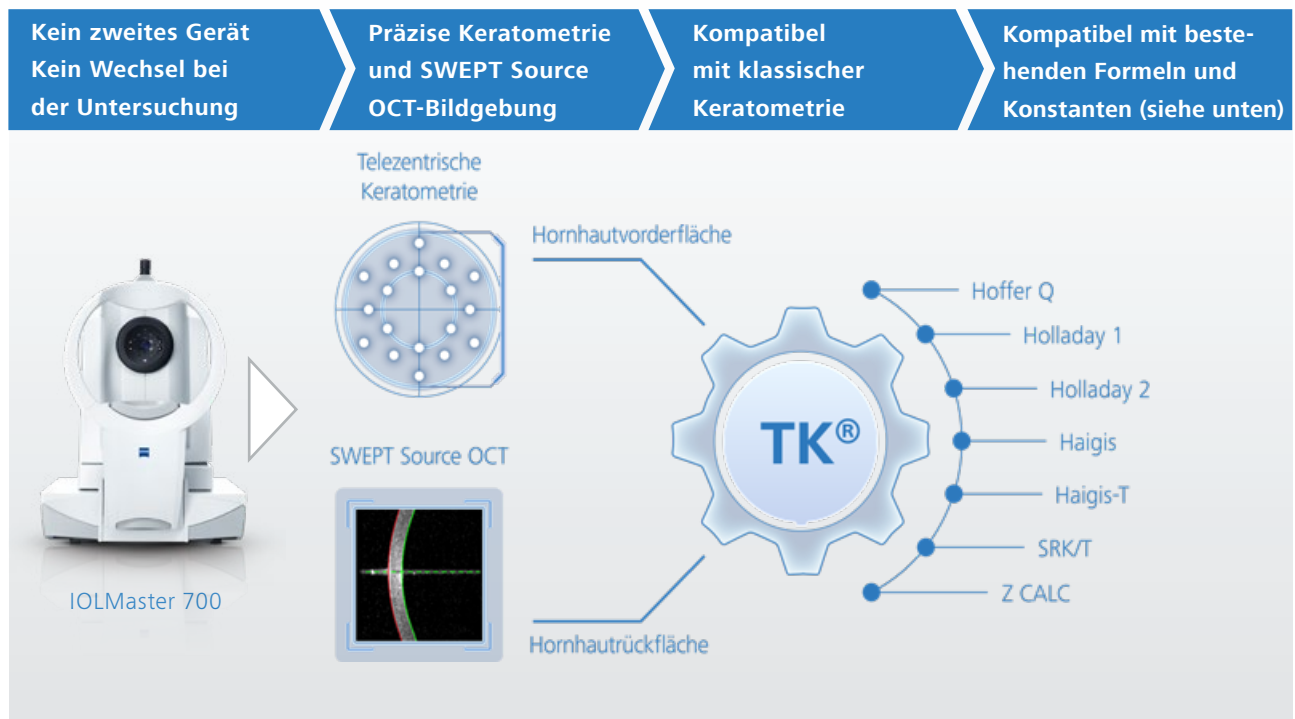 Kein zweites Gerät
Kein Wechsel bei
der Untersuchung
Präzise Keratometrie
und SWEPT Source
OCT-Bildgebung
Kompatibel
mit klassischer
Keratometrie
Kompatibel mit beste-
henden Formeln und
Konstanten (siehe unten)
Telezentrische
Keratometrie
Hornhautvorderfläche
Hoffer Q
Holladay 1
Holladay 2
TK®
Haigis
SWEPT Source OCT
Haigis-T
SRK/T
Z CALC
IOLMaster 700
Hornhautrückfläche